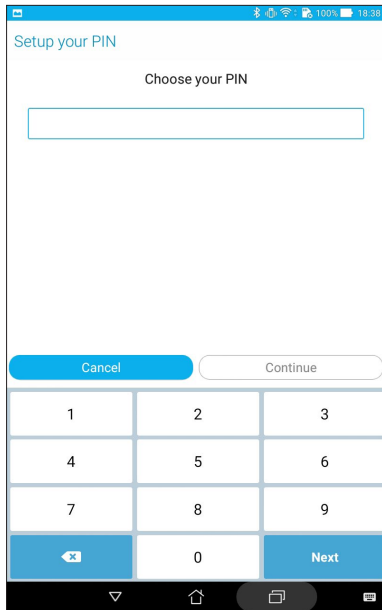 100% 18:38
Setup your PIN
Choose your PIN
Cancel Continue
1 2 3
4 5 6
7 8 9
0 Next